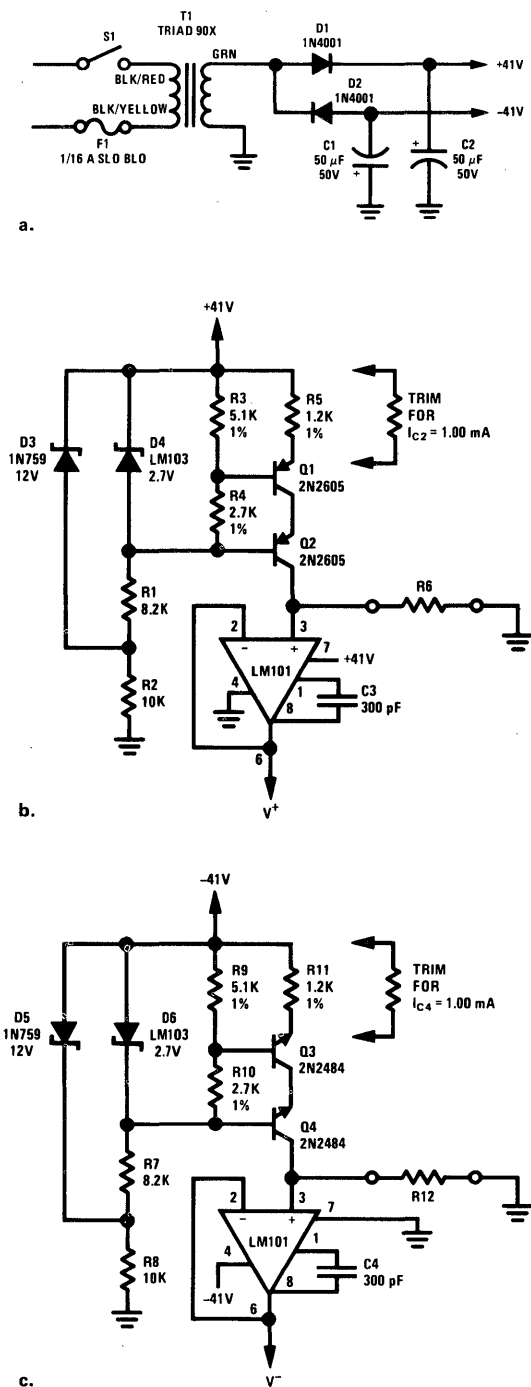 T1
TRIAD 90X
S1
BLK/RED
GRN
D1
1N4001
+41V
BLK/YELLOW
D2
1N4001
–41V
F1
1/16 A SLO BLO
C1
50 μF
50V
+
+
C2
50 μF
50V
a.
+41V
R3
5.1K
1%
R5
1.2K
1%
TRIM
FOR
IC2 = 1.00 mA
D3
1N759
12V
D4
LM103
2.7V
Q1
2N2605
R4
2.7K
1%
Q2
2N2605
R1
8.2K
R6
2
3
–
+
7
+41V
LM101
4
1
C3
300 pF
R2
10K
8
6
V+
b.
–41V
R9
5.1K
1%
R11
1.2K
1%
TRIM
FOR
IC4 = 1.00 mA
D5
1N759
12V
D6
LM103
2.7V
Q3
2N2484
R10
2.7K
1%
Q4
2N2484
R7
8.2K
R12
2
3
–
+
7
LM101
4
1
C4
300 pF
R8
10K
–41V
8
6
V–
c.